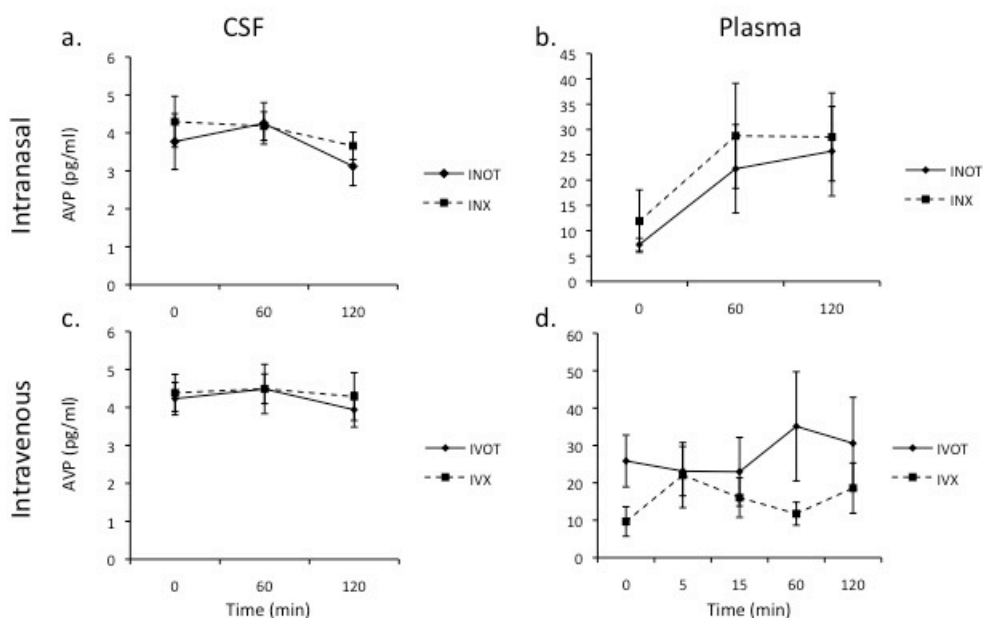 CSF
Plasma
Intranasal
Intravenous
a.
AVP (pg/ml)
6
5
4
3
2
1
0
0 60 120
INOT
INX
b.
45
40
35
30
25
20
15
10
5
0
0 60 120
INOT
INX
c.
AVP (pg/ml)
6
5
4
3
2
1
0
0 60 120
Time (min)
IVOT
IVX
d.
60
50
40
30
20
10
0
0 5 15 60 120
Time (min)
IVOT
IVX